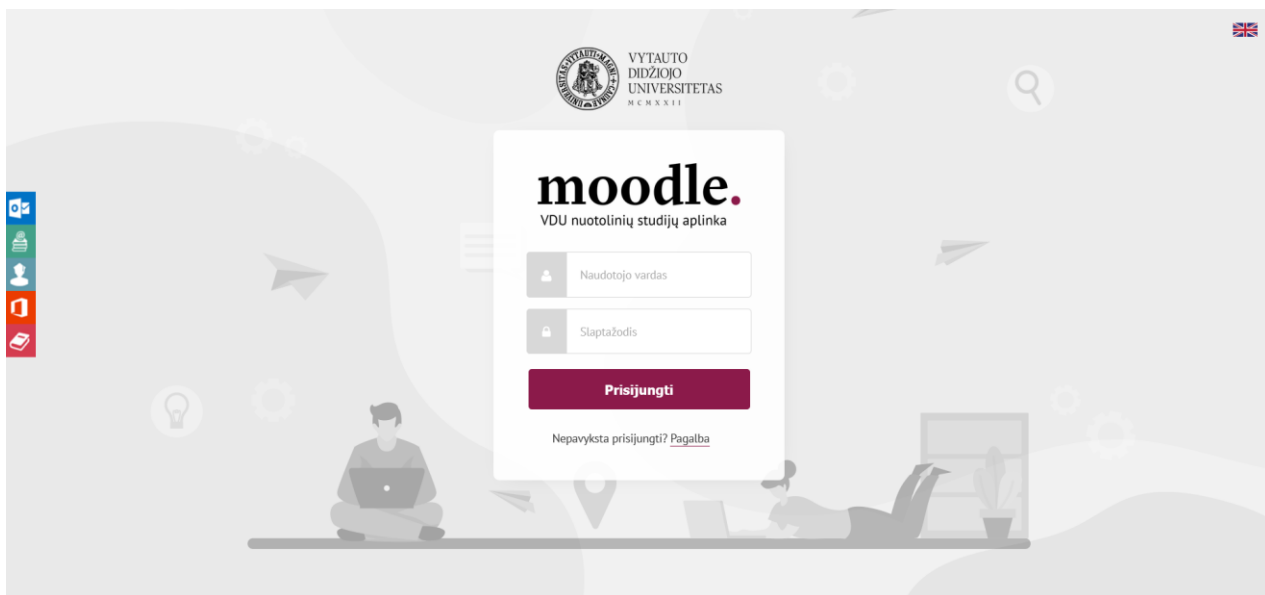 VYTAUTO
DIDŽIOJO
UNIVERSITETAS
MCMXXII
moodle.
VDU nuotolinių studijų aplinka
Naudotojo vardas
Slaptažodis
Prisijungti
Nepavyksta prisijungti? Pagalba